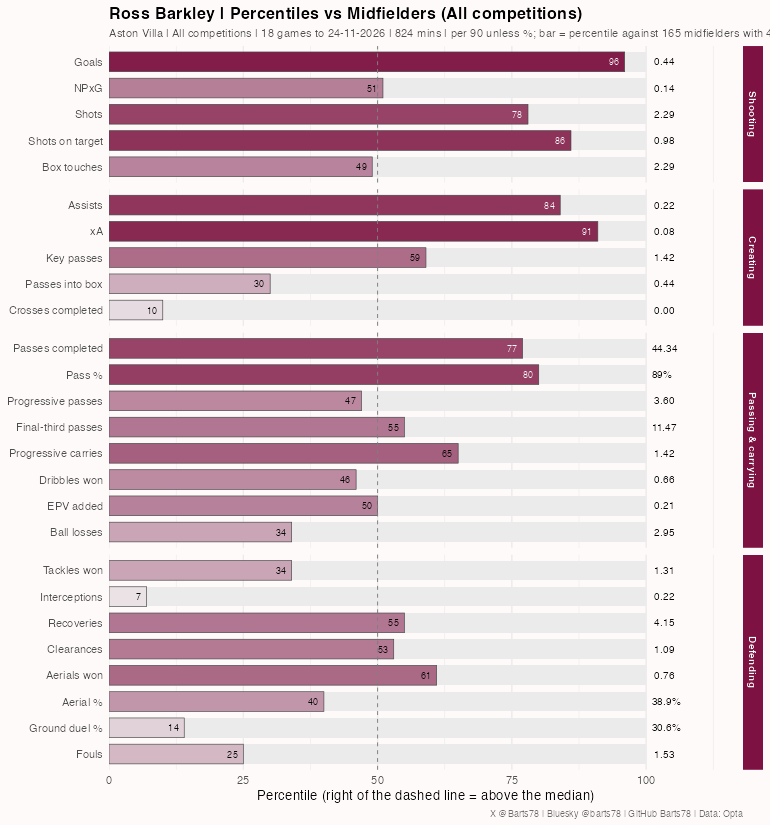 Ross Barkley | Percentiles vs Midfielders (All competitions)
Aston Villa | All competitions | 18 games to 24-11-2026 | 824 mins | per 90 unless %; bar = percentile against 165 midfielders with 4
Goals 96 0.44
NPxG 51 0.14
Shots 78 2.29
Shots on target 86 0.98
Box touches 49 2.29
Shooting
Assists 84 0.22
xA 91 0.08
Key passes 59 1.42
Passes into box 30 0.44
Crosses completed 10 0.00
Creating
Passes completed 77 44.34
Pass % 80 89%
Progressive passes 47 3.60
Final-third passes 55 11.47
Progressive carries 65 1.42
Dribbles won 46 0.66
EPV added 50 0.21
Ball losses 34 2.95
Passing & carrying
Tackles won 34 1.31
Interceptions 7 0.22
Recoveries 55 4.15
Clearances 53 1.09
Aerials won 61 0.76
Aerial % 40 38.9%
Ground duel % 14 30.6%
Fouls 25 1.53
Defending
0 25 50 75 100
Percentile (right of the dashed line = above the median)
X @Barts78 | Bluesky @barts78 | GitHub Barts78 | Data: Opta